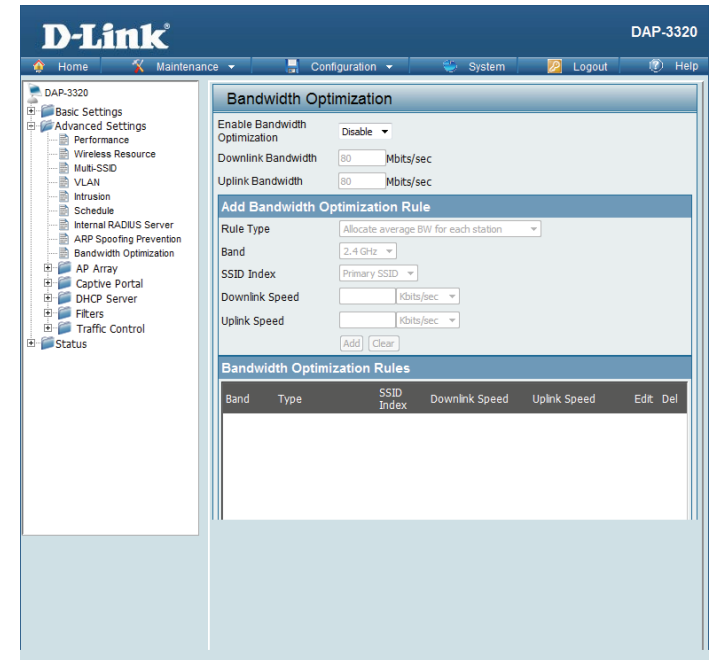 D-Link®
DAP-3320
Home Maintenance Configuration System Logout Help
DAP-3320
Basic Settings
Advanced Settings
Performance
Wireless Resource
Multi-SSID
VLAN
Intrusion
Schedule
Internal RADIUS Server
ARP Spoofing Prevention
Bandwidth Optimization
AP Array
Captive Portal
DHCP Server
Filters
Traffic Control
Status
Bandwidth Optimization
Enable Bandwidth
Optimization Disable
Downlink Bandwidth 80 Mbits/sec
Uplink Bandwidth 80 Mbits/sec
Add Bandwidth Optimization Rule
Rule Type Allocate average BW for each station
Band 2.4 GHz
SSID Index Primary SSID
Downlink Speed Kbits/sec
Uplink Speed Kbits/sec
Add Clear
Bandwidth Optimization Rules
Band Type SSID Index Downlink Speed Uplink Speed Edit Del